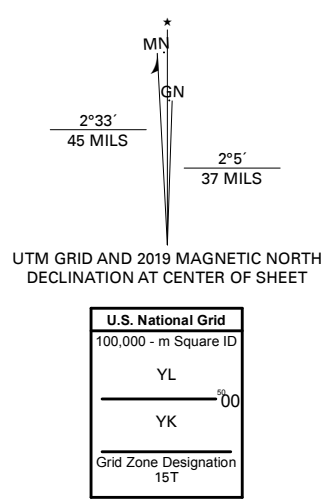 ★
MN
GN
2°33´
45 MILS
2°5´
37 MILS
UTM GRID AND 2019 MAGNETIC NORTH
DECLINATION AT CENTER OF SHEET
U.S. National Grid
100,000 - m Square ID
YL
50
00
YK
Grid Zone Designation
15T